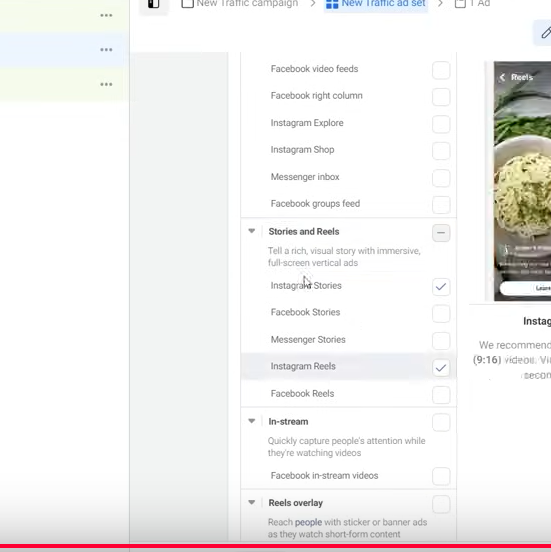 New Traffic campaign > New Traffic ad set > 1 Ad
Facebook video feeds
Facebook right column
Instagram Explore
Instagram Shop
Messenger inbox
Facebook groups feed
Stories and Reels
Tell a rich, visual story with immersive,
full-screen vertical ads
Instagram Stories
Facebook Stories
Messenger Stories
Instagram Reels
Facebook Reels
In-stream
Quickly capture people's attention while
they're watching videos
Facebook in-stream videos
Reels overlay
Reach people with sticker or banner ads
as they watch short-form content
Reels
Learn
Instag
We recommend
(9:16) videos. Vi
secon